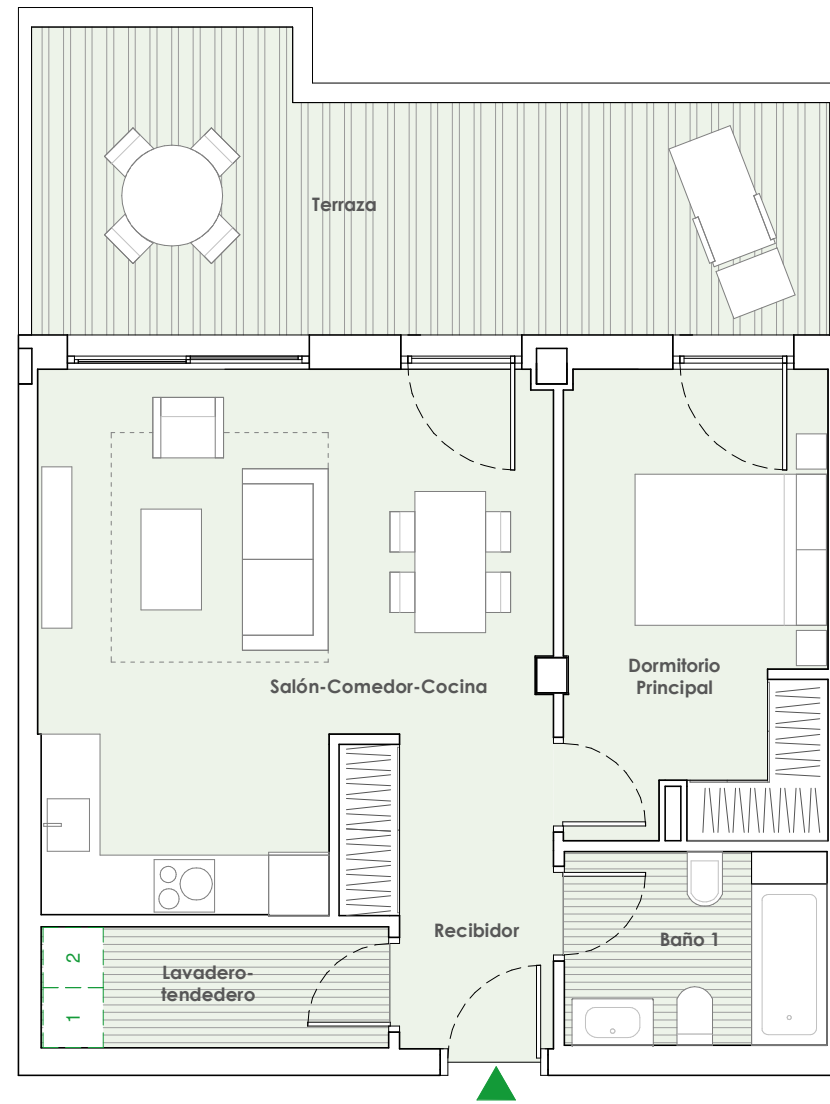 Terraza
Salón-Comedor-Cocina
Dormitorio
Principal
Recibidor
Baño 1
Lavadero-
tendedero
2
1